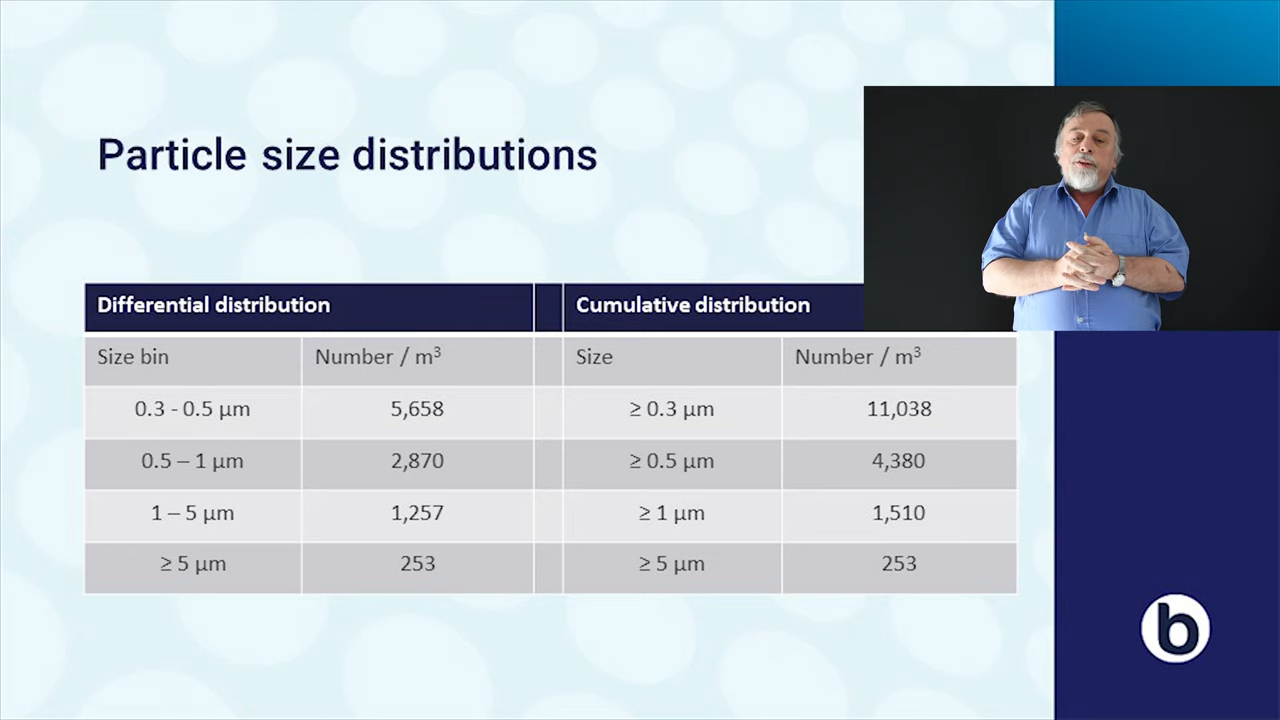 Particle size distributions
Differential distribution Cumulative distribution
Size bin Number / m³ Size Number / m³
0.3 - 0.5 µm 5,658 ≥ 0.3 µm 11,038
0.5 – 1 µm 2,870 ≥ 0.5 µm 4,380
1 – 5 µm 1,257 ≥ 1 µm 1,510
≥ 5 µm 253 ≥ 5 µm 253
b